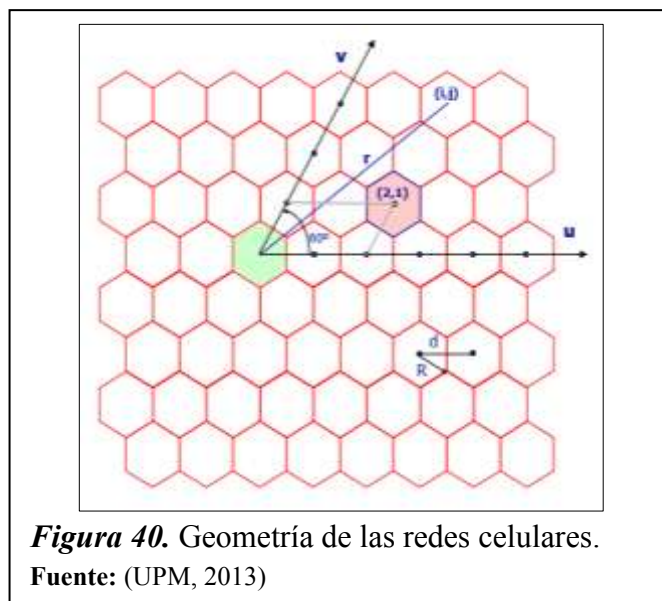 v
(i,j)
r
(2,1)
60º
u
d
R
Figura 40. Geometría de las redes celulares.
Fuente: (UPM, 2013)